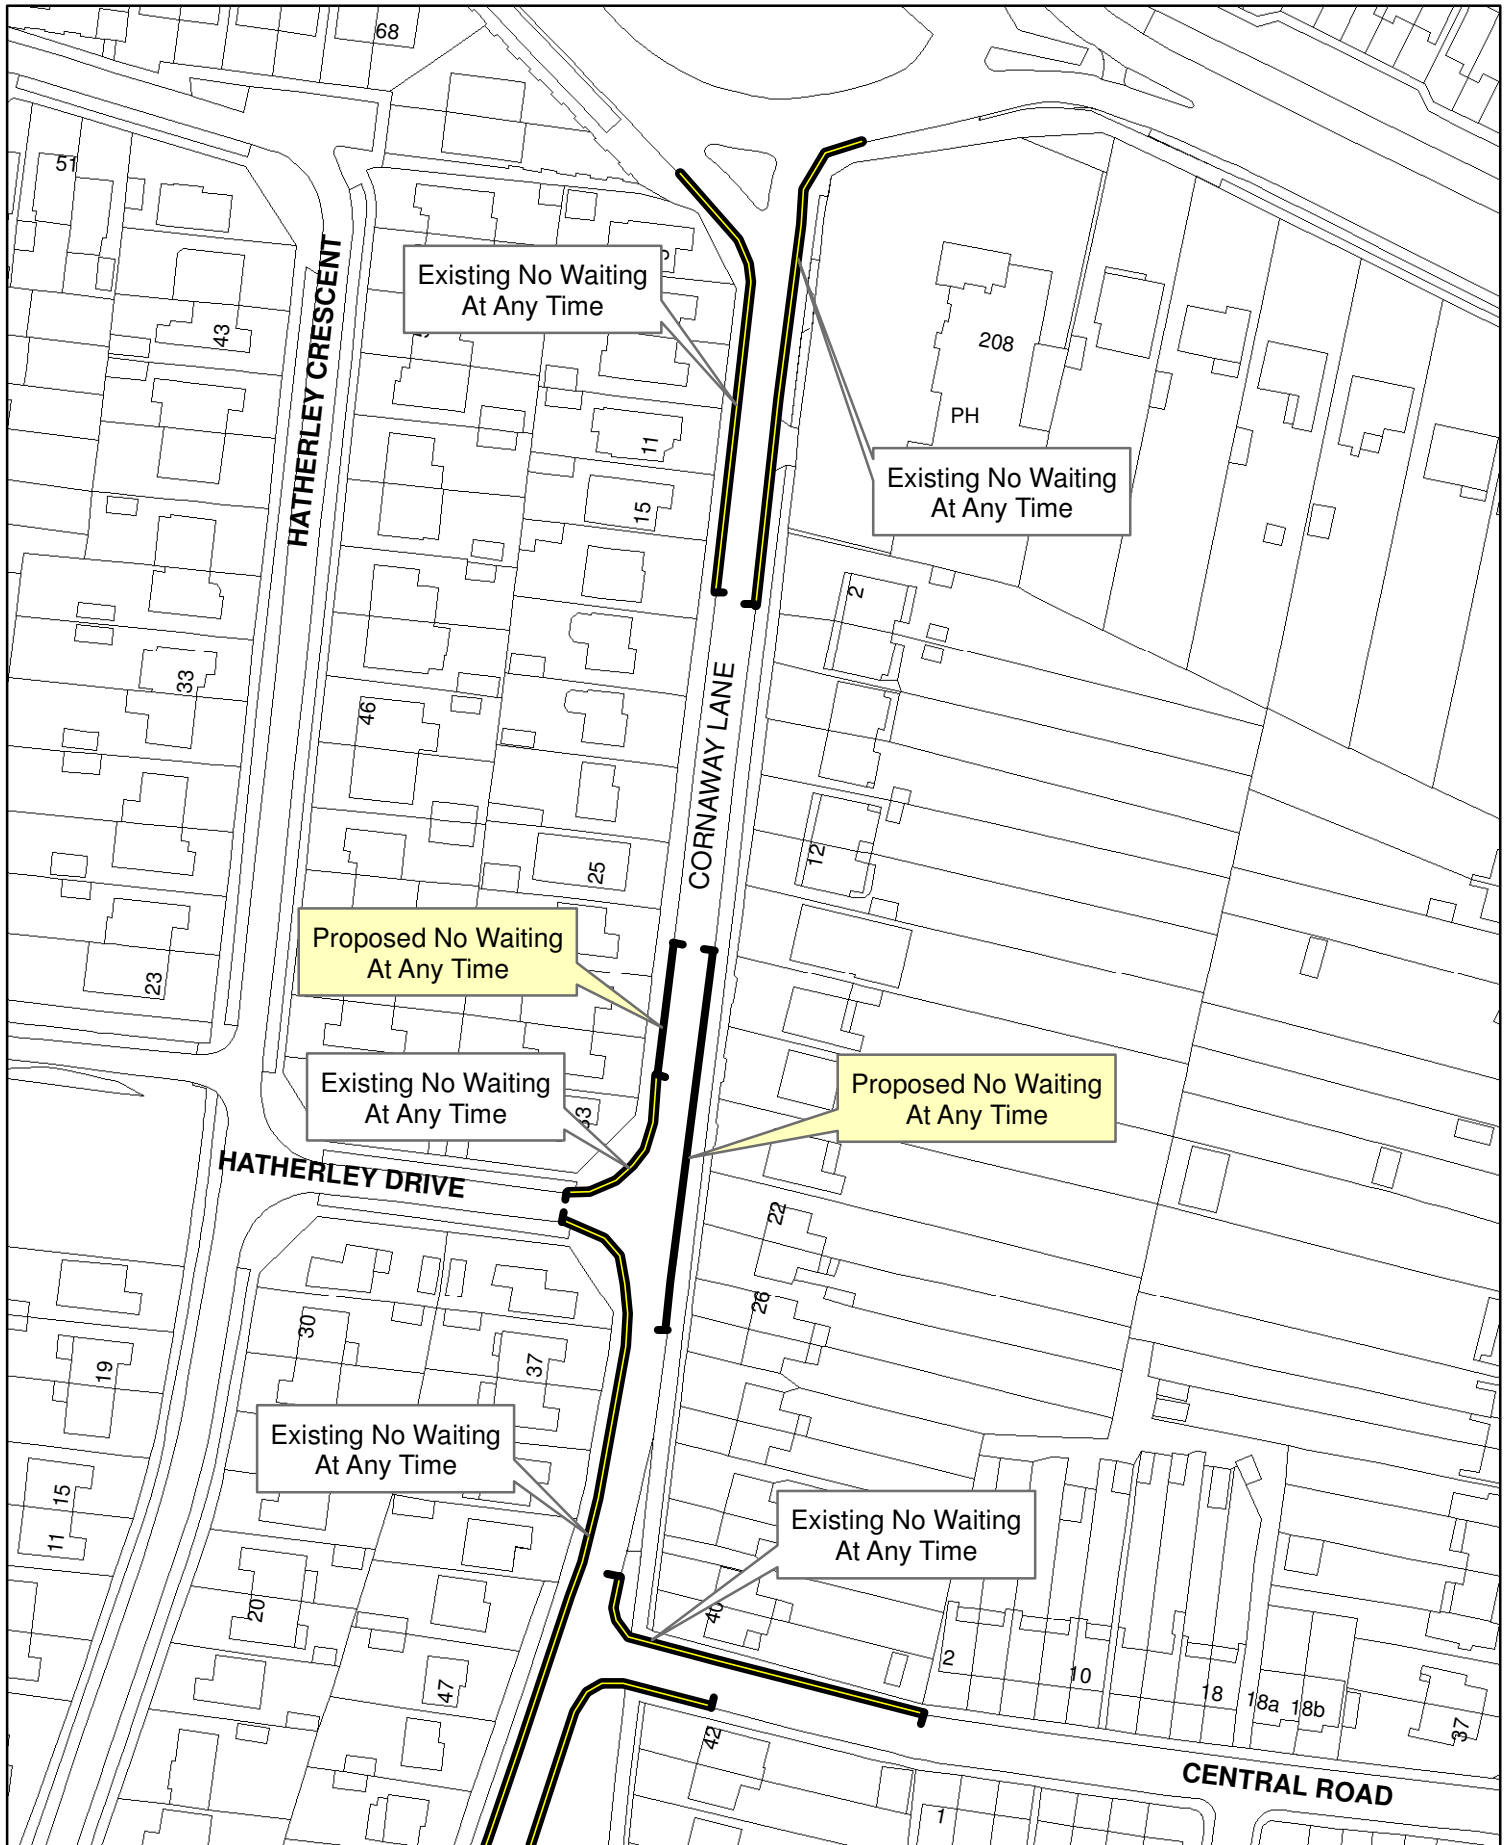 68
51
HATHERLEY CRESCENT
43
Existing No Waiting
At Any Time
208
PH
11
Existing No Waiting
At Any Time
15
2
33
46
CORNAWAY LANE
12
25
Proposed No Waiting
At Any Time
23
Existing No Waiting
At Any Time
Proposed No Waiting
At Any Time
HATHERLEY DRIVE
22
26
30
37
19
Existing No Waiting
At Any Time
15
11
Existing No Waiting
At Any Time
20
40
2
10
18
18a
18b
37
47
42
CENTRAL ROAD
1